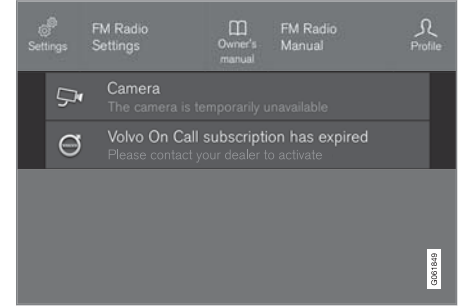 FM Radio
Settings
Settings
Owner's
manual
FM Radio
Manual
Profile
Camera
The camera is temporarily unavailable
Volvo On Call subscription has expired
Please contact your dealer to activate
G061849